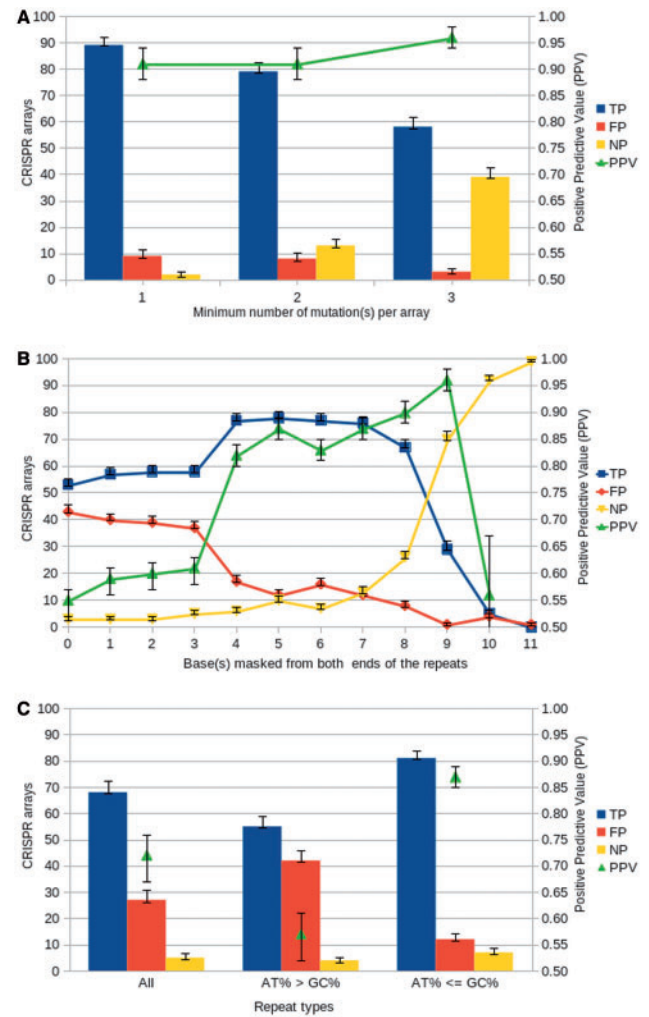 A
100
90
80
70
60
50
40
30
20
10
0
CRISPR arrays
1.00
0.95
0.90
0.85
0.80
0.75
0.70
0.65
0.60
0.55
0.50
Positive Predictive Value (PPV)
1 2 3
Minimum number of mutation(s) per array
TP
FP
NP
PPV
B
100
90
80
70
60
50
40
30
20
10
0
CRISPR arrays
1.00
0.95
0.90
0.85
0.80
0.75
0.70
0.65
0.60
0.55
0.50
Positive Predictive Value (PPV)
0 1 2 3 4 5 6 7 8 9 10 11
Base(s) masked from both ends of the repeats
TP
FP
NP
PPV
C
100
90
80
70
60
50
40
30
20
10
0
CRISPR arrays
1.00
0.95
0.90
0.85
0.80
0.75
0.70
0.65
0.60
0.55
0.50
Positive Predictive Value (PPV)
All AT% > GC% AT% <= GC%
Repeat types
TP
FP
NP
PPV